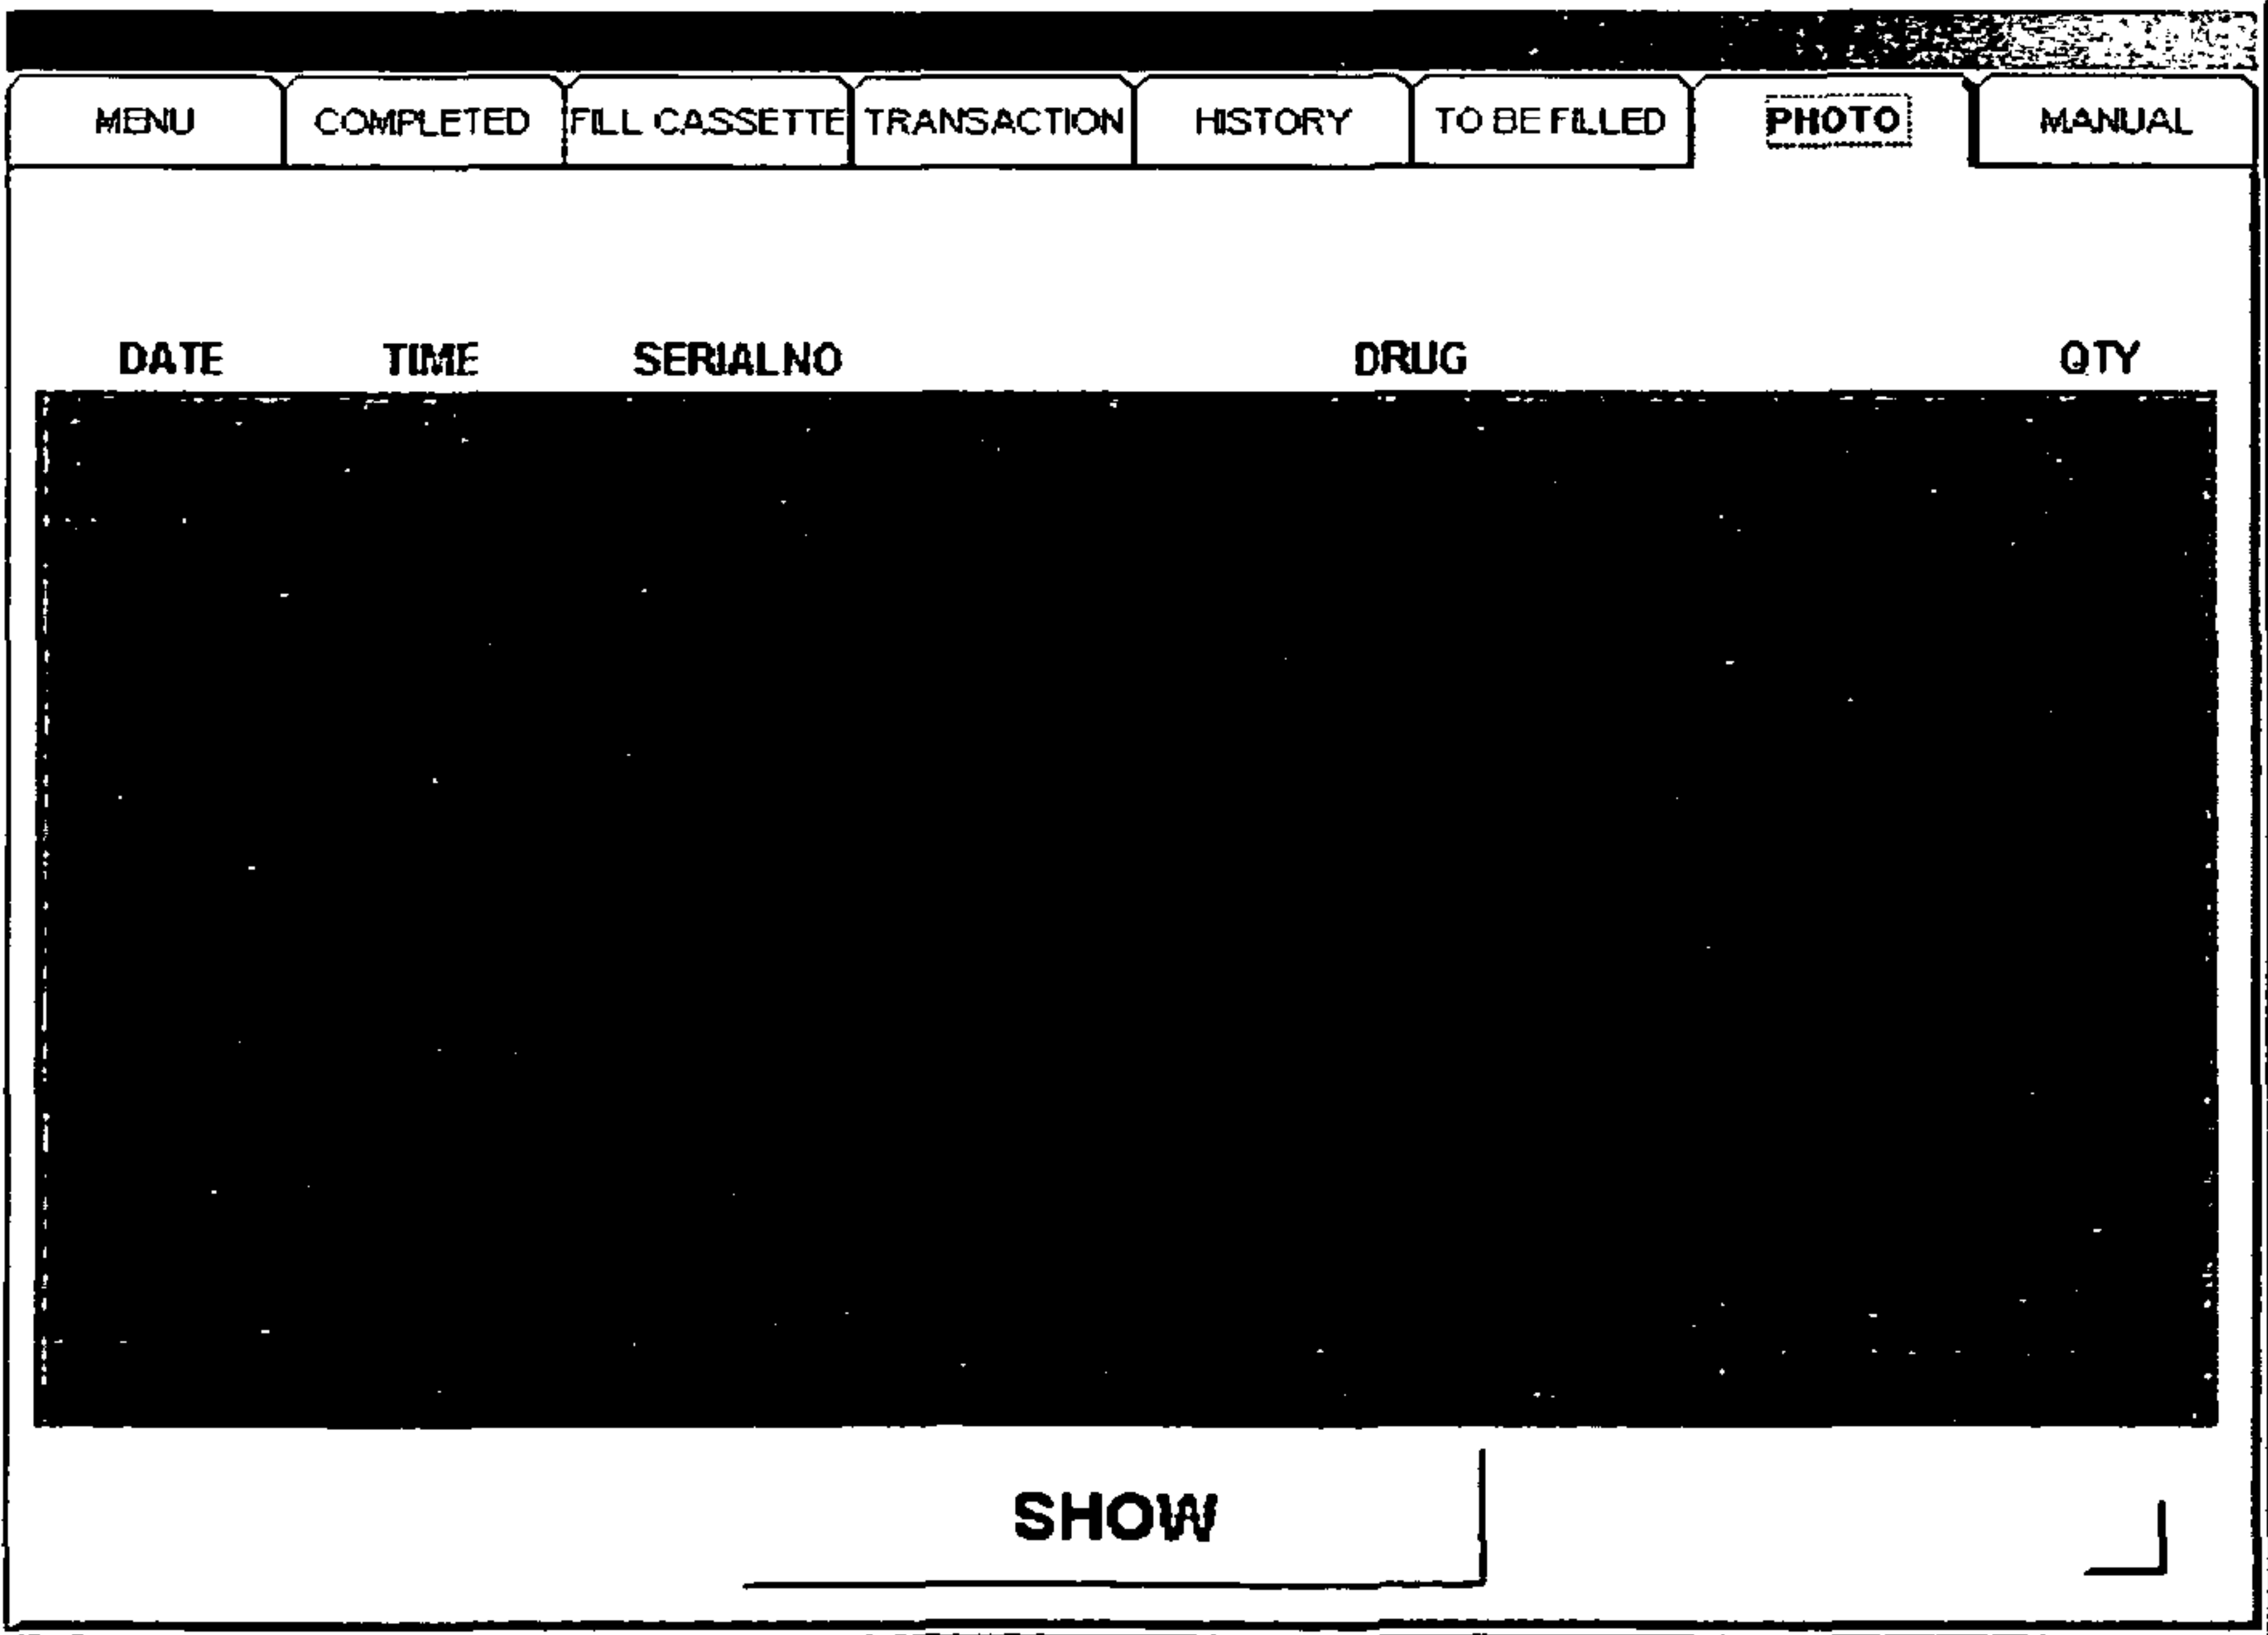 MENU COMPLETED FILL CASSETTE TRANSACTION HISTORY TO BE FILLED PHOTO MANUAL
DATE TIME SERIALNO DRUG QTY
SHOW